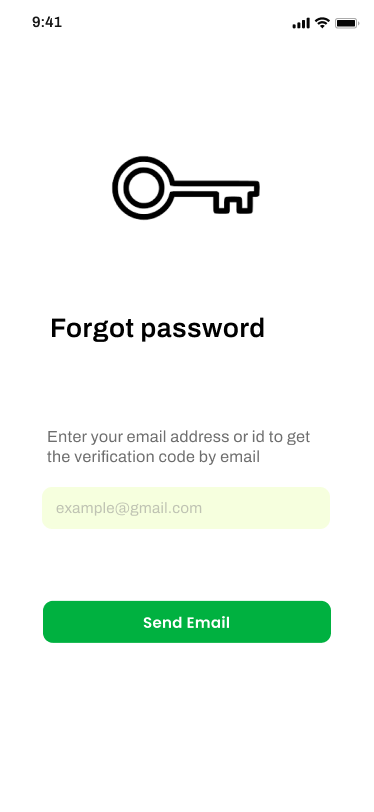 9:41
Forgot password
Enter your email address or id to get
the verification code by email
example@gmail.com
Send Email